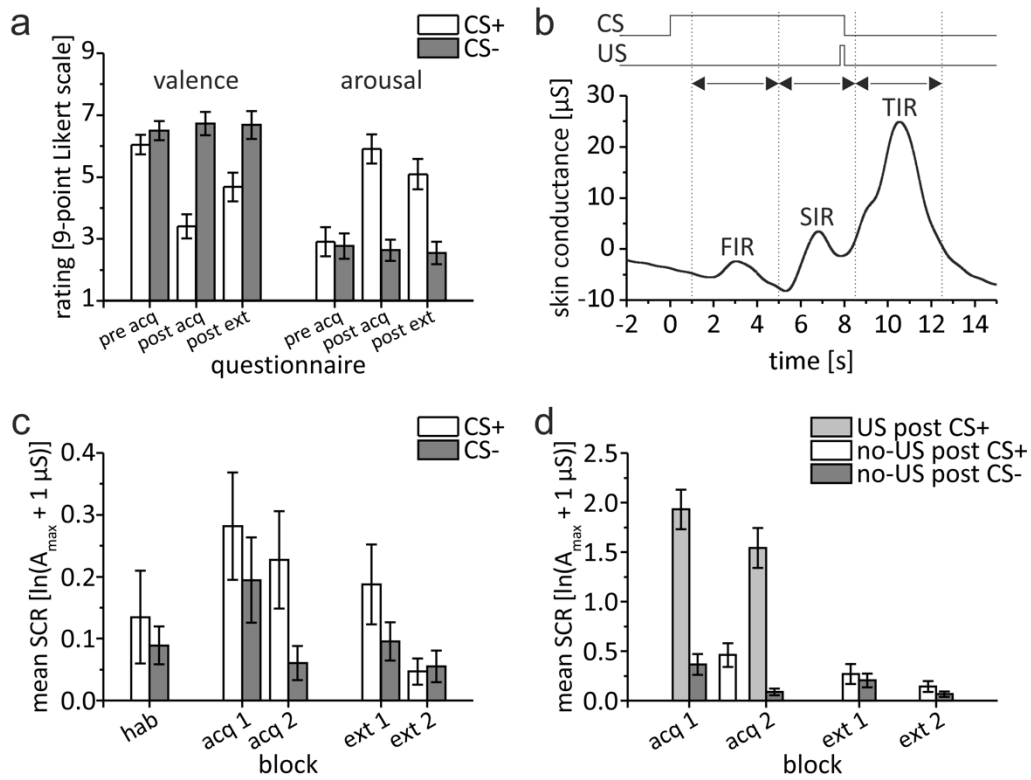 a
CS+
CS-
valence
arousal
rating [9-point Likert scale]
9
7
5
3
1
pre acq
post acq
post ext
pre acq
post acq
post ext
questionnaire
b
CS
US
skin conductance [µS]
30
20
10
0
-10
FIR
SIR
TIR
-2 0 2 4 6 8 10 12 14
time [s]
c
CS+
CS-
mean SCR [ln(Amax + 1 µS)]
0.4
0.3
0.2
0.1
0.0
hab
acq 1
acq 2
ext 1
ext 2
block
d
US post CS+
no-US post CS+
no-US post CS-
mean SCR [ln(Amax + 1 µS)]
2.5
2.0
1.5
1.0
0.5
0.0
acq 1
acq 2
ext 1
ext 2
block